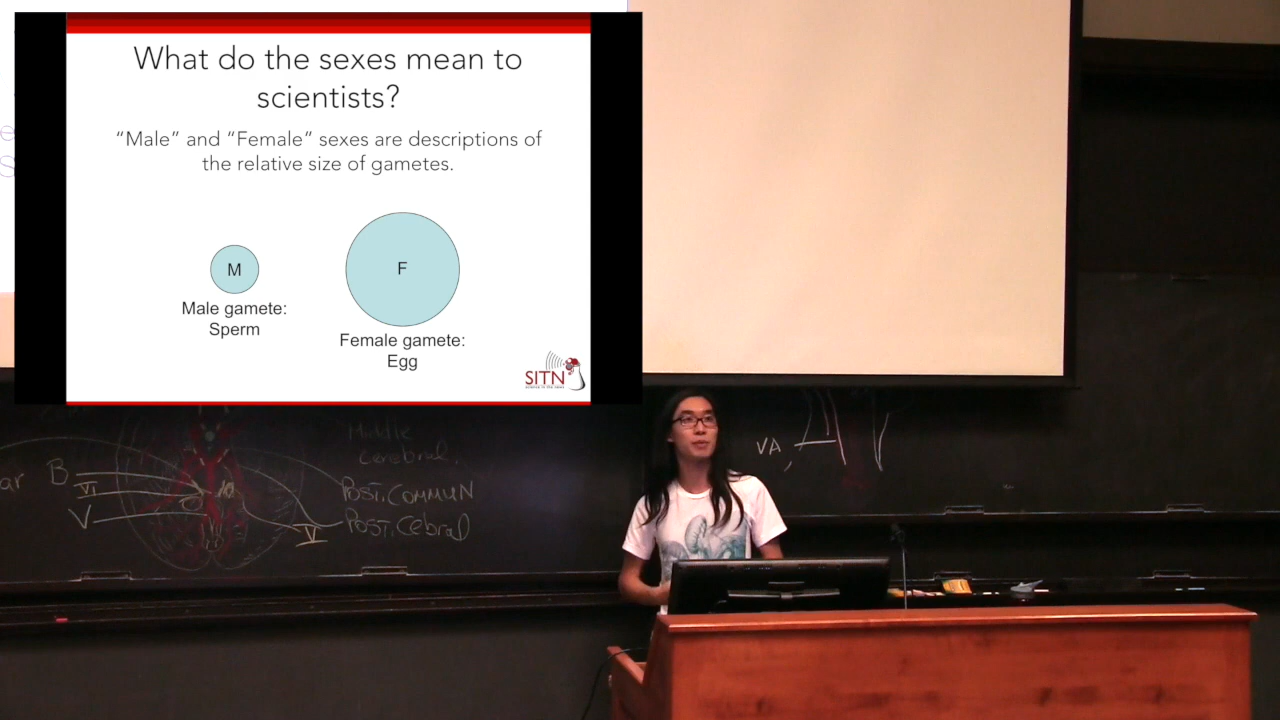 What do the sexes mean to
scientists?
“Male” and “Female” sexes are descriptions of
the relative size of gametes.
M
F
Male gamete:
Sperm
Female gamete:
Egg
SITN
Middle
Cerebral.
ar
B
VI
V
POST. COMMUN
POST. Cebral
V
VA,